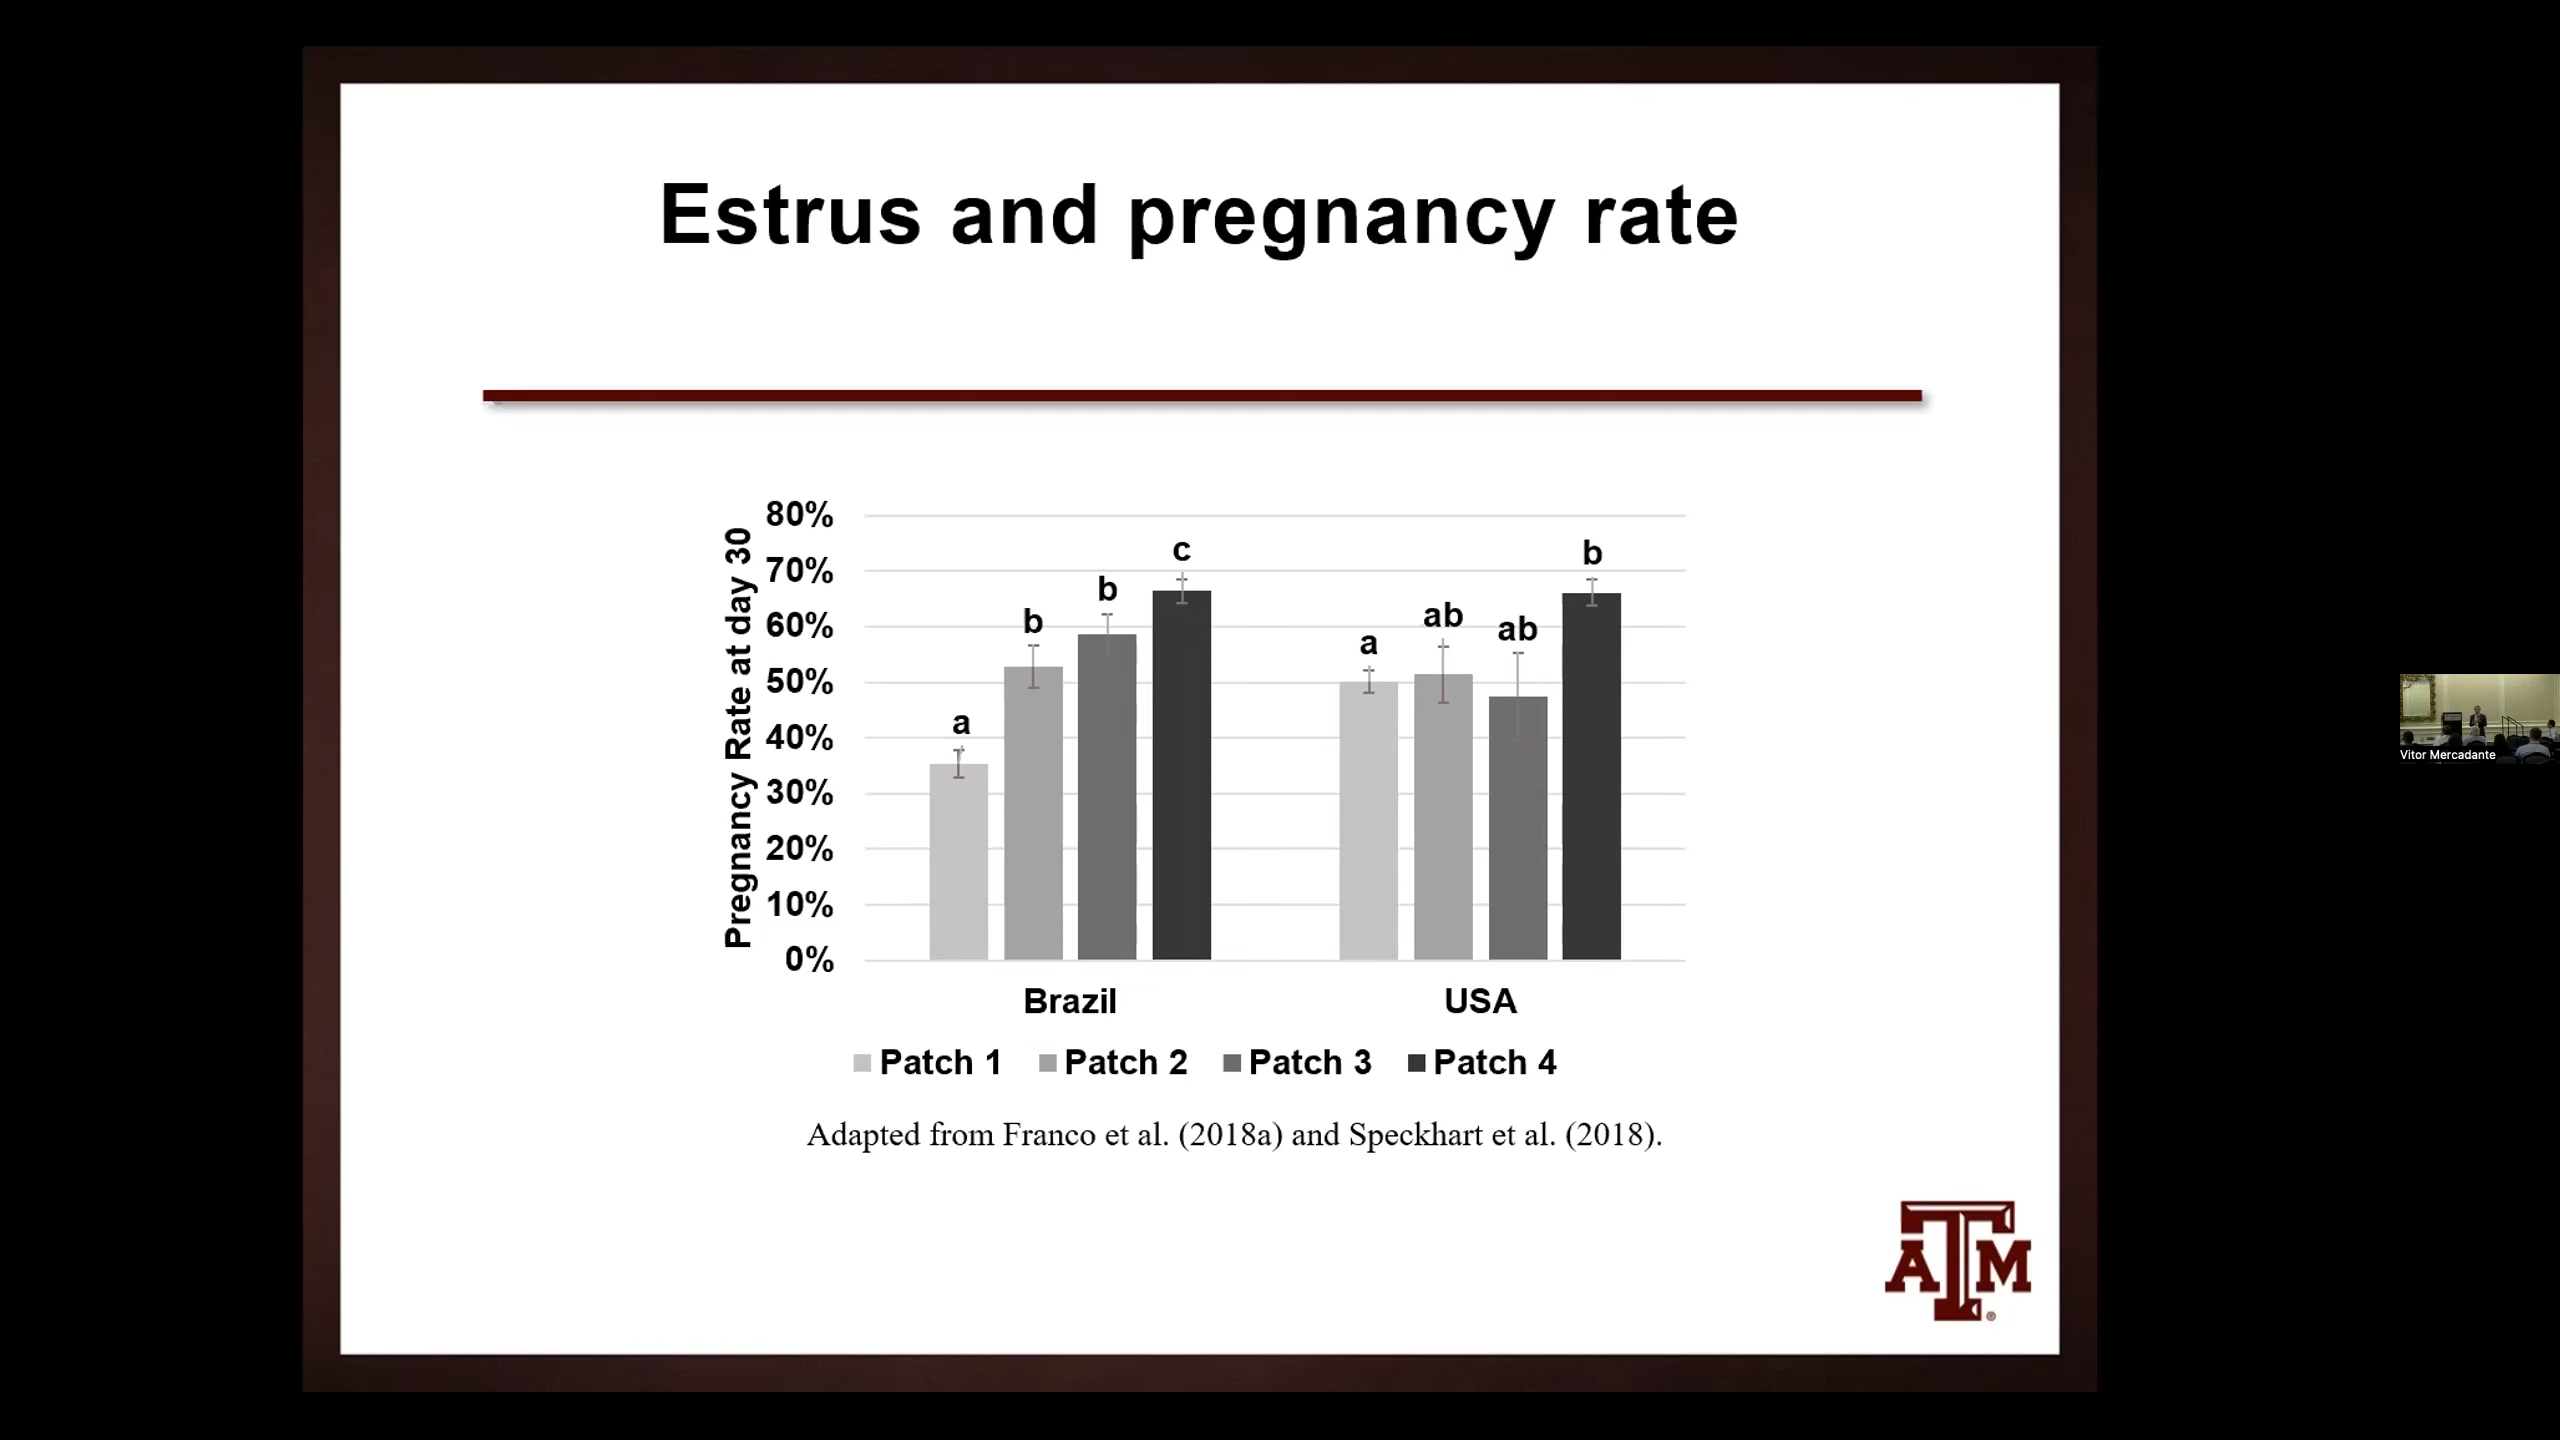 Estrus and pregnancy rate
Pregnancy Rate at day 30
80%
70%
60%
50%
40%
30%
20%
10%
0%
a
b
b
c
a
ab
ab
b
Brazil
USA
Patch 1
Patch 2
Patch 3
Patch 4
Adapted from Franco et al. (2018a) and Speckhart et al. (2018).
ATM
®
Vitor Mercadante